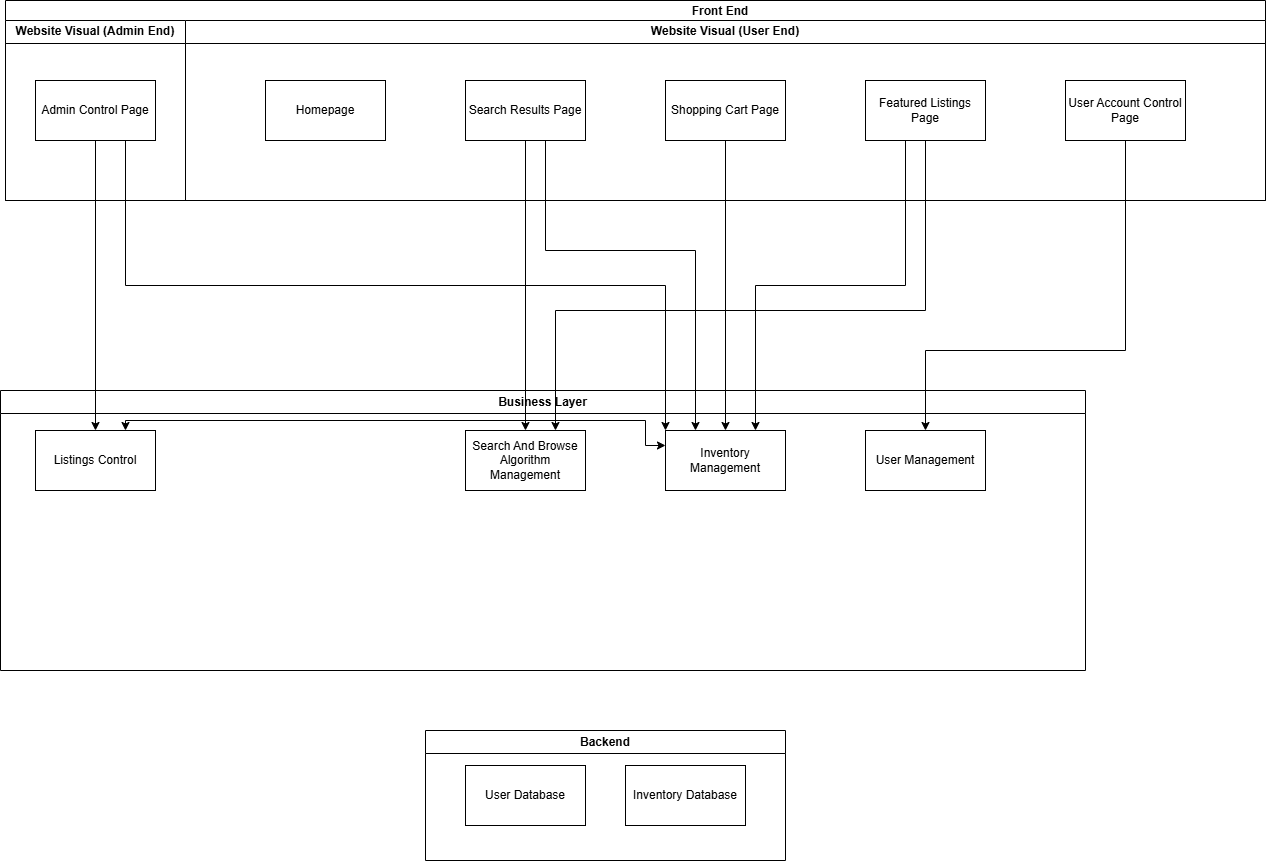 Front End
Website Visual (Admin End)
Website Visual (User End)
Admin Control Page
Homepage
Search Results Page
Shopping Cart Page
Featured Listings
Page
User Account Control
Page
Business Layer
Listings Control
Search And Browse
Algorithm
Management
Inventory
Management
User Management
Backend
User Database
Inventory Database